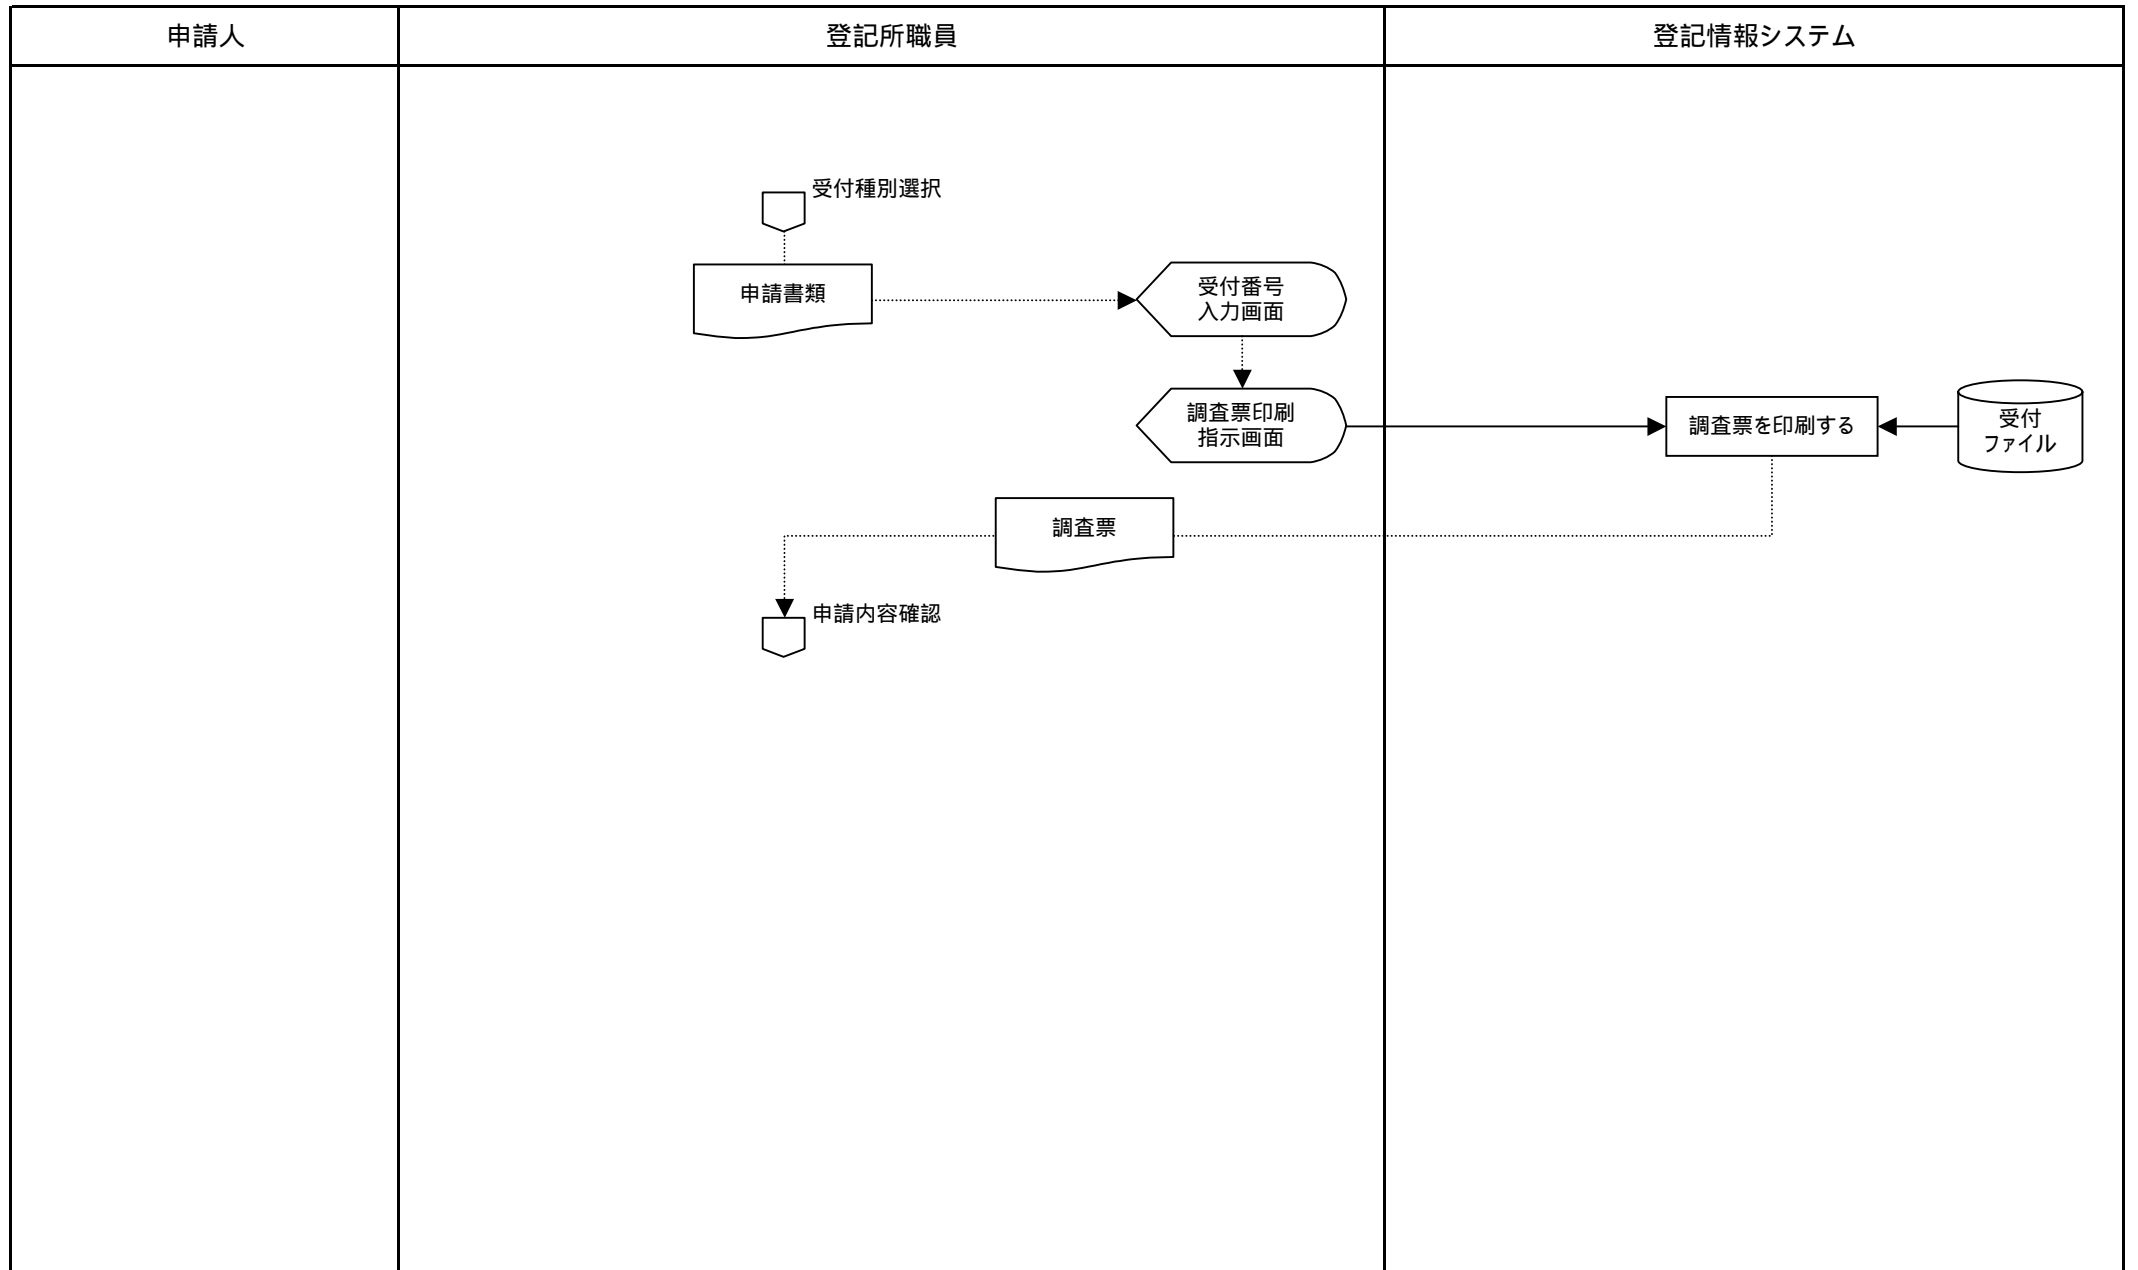 申請人
登記所職員
登記情報システム
受付種別選択
申請書類
受付番号
入力画面
調査票印刷
指示画面
調査票を印刷する
受付
ファイル
調査票
申請内容確認